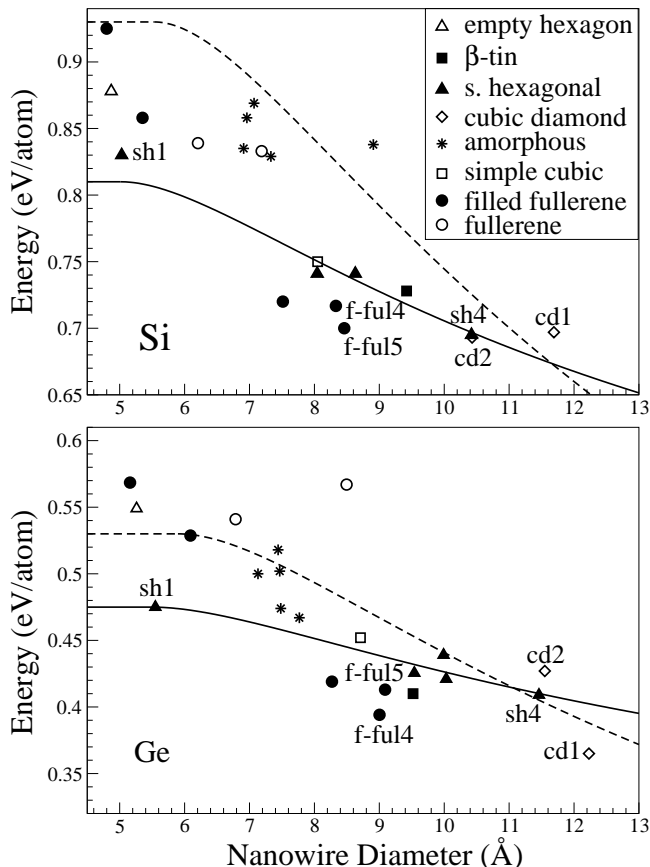 Energy (eV/atom)
0.9
0.85
0.8
0.75
0.7
0.65
empty hexagon
β-tin
s. hexagonal
cubic diamond
amorphous
simple cubic
filled fullerene
fullerene
sh1
f-ful4
f-ful5
sh4
cd2
cd1
Si
5 6 7 8 9 10 11 12 13
Energy (eV/atom)
0.6
0.55
0.5
0.45
0.4
0.35
sh1
f-ful5
f-ful4
cd2
sh4
cd1
Ge
5 6 7 8 9 10 11 12 13
Nanowire Diameter (Å)